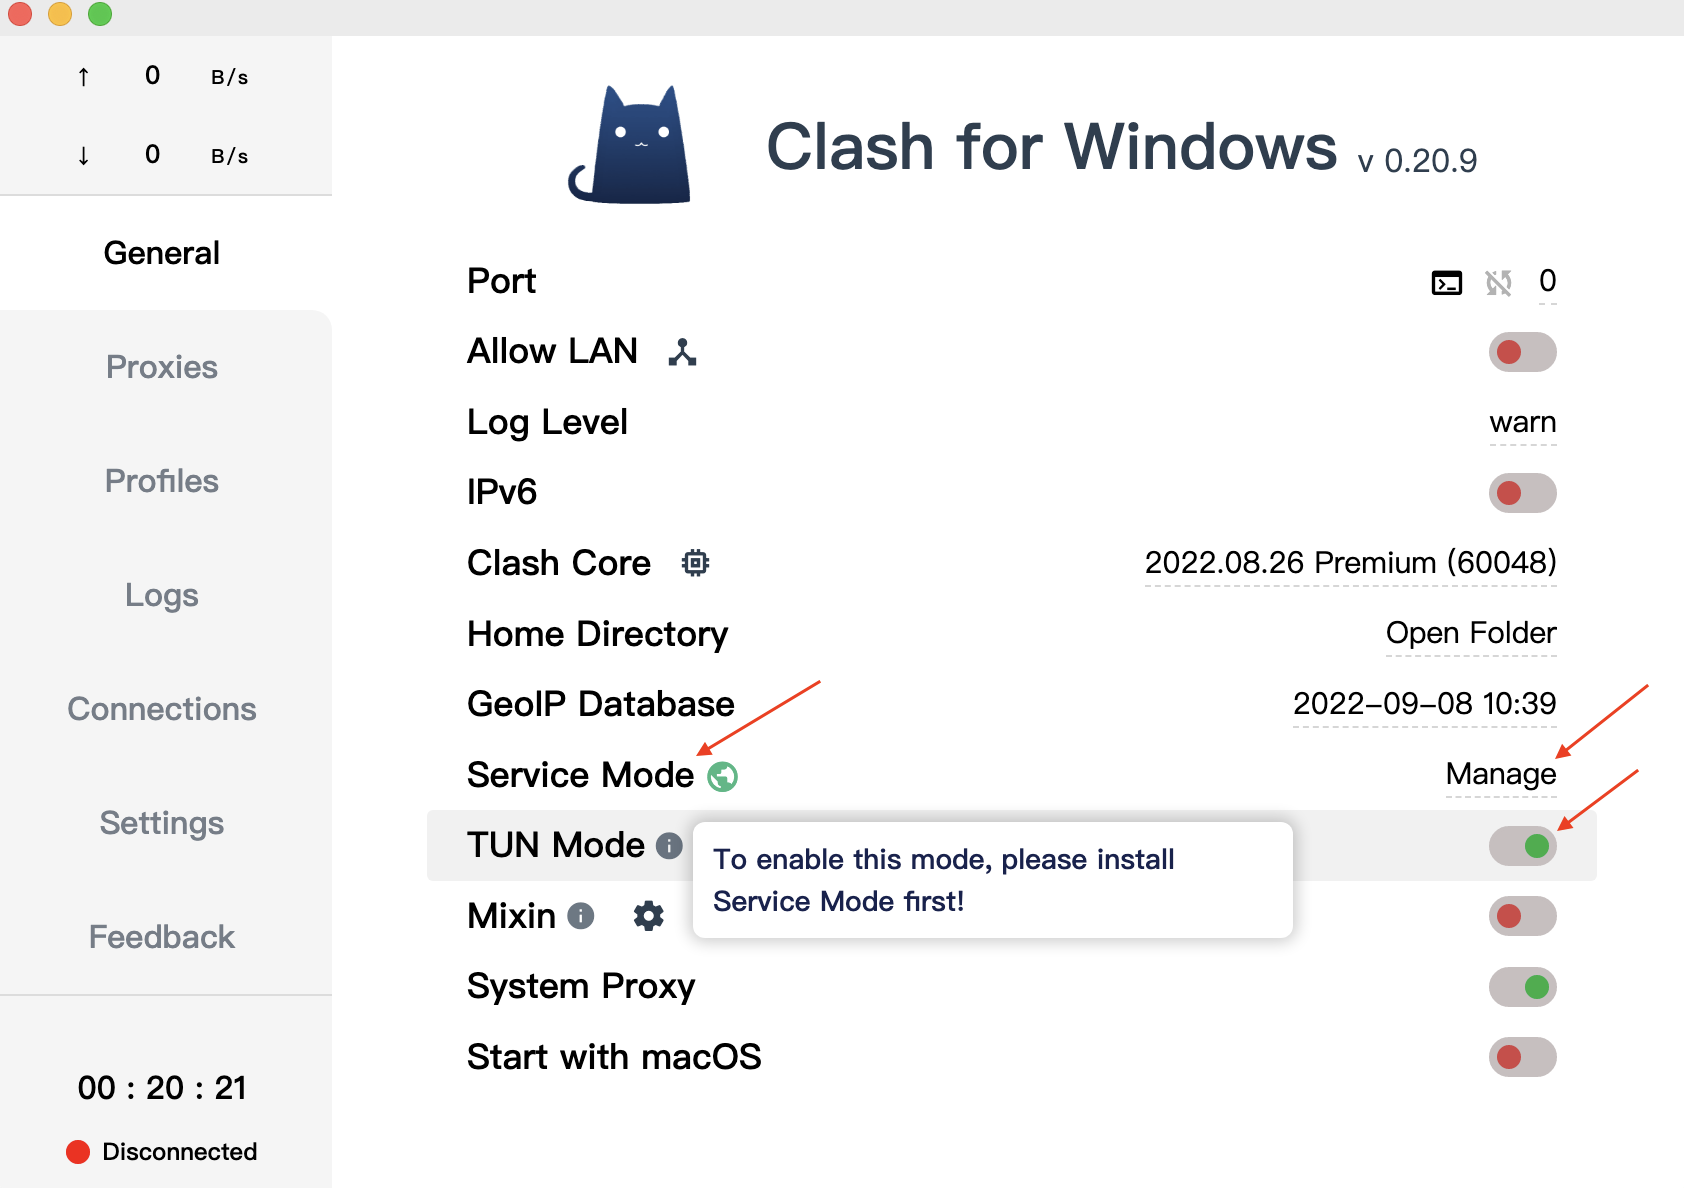 ↑ 0 B/s
↓ 0 B/s
General
Proxies
Profiles
Logs
Connections
Settings
Feedback
00 : 20 : 21
Disconnected
Clash for Windows v 0.20.9
Port 0
Allow LAN
Log Level warn
IPv6
Clash Core 2022.08.26 Premium (60048)
Home Directory Open Folder
GeoIP Database 2022-09-08 10:39
Service Mode Manage
TUN Mode
To enable this mode, please install
Service Mode first!
Mixin
System Proxy
Start with macOS